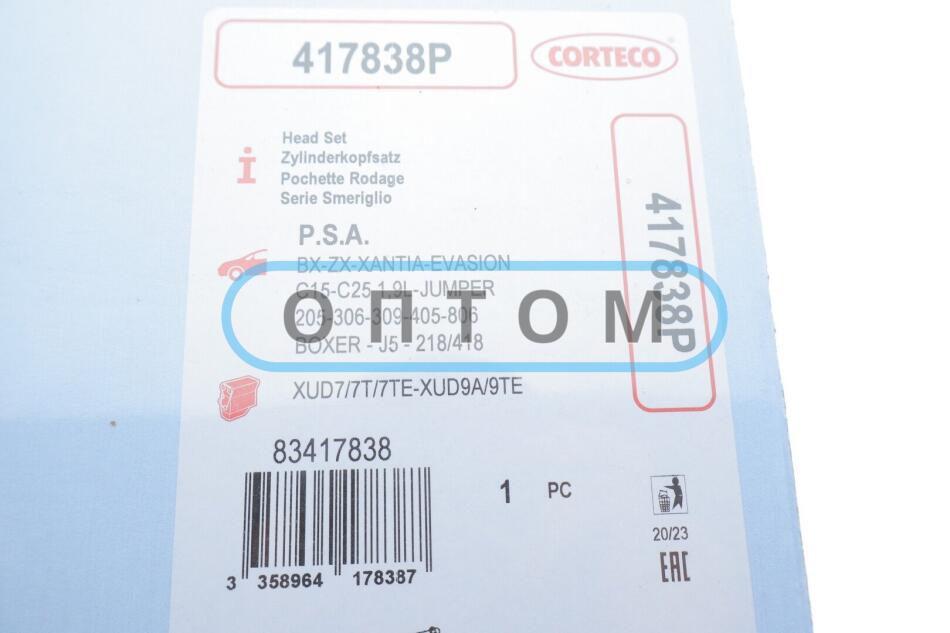 417838P
CORTECO
Head Set
Zylinderkopfsatz
Pochette Rodage
Serie Smeriglio
417838P
P.S.A.
BX-ZX-XANTIA-EVASION
C15-C25 1.9L-JUMPER
205-306-309-405-806
BOXER - J5 - 218/418
ОПТОМ
XUD7/7T/7TE-XUD9A/9TE
83417838
1 PC
20/23
EAC
3 358964 178387